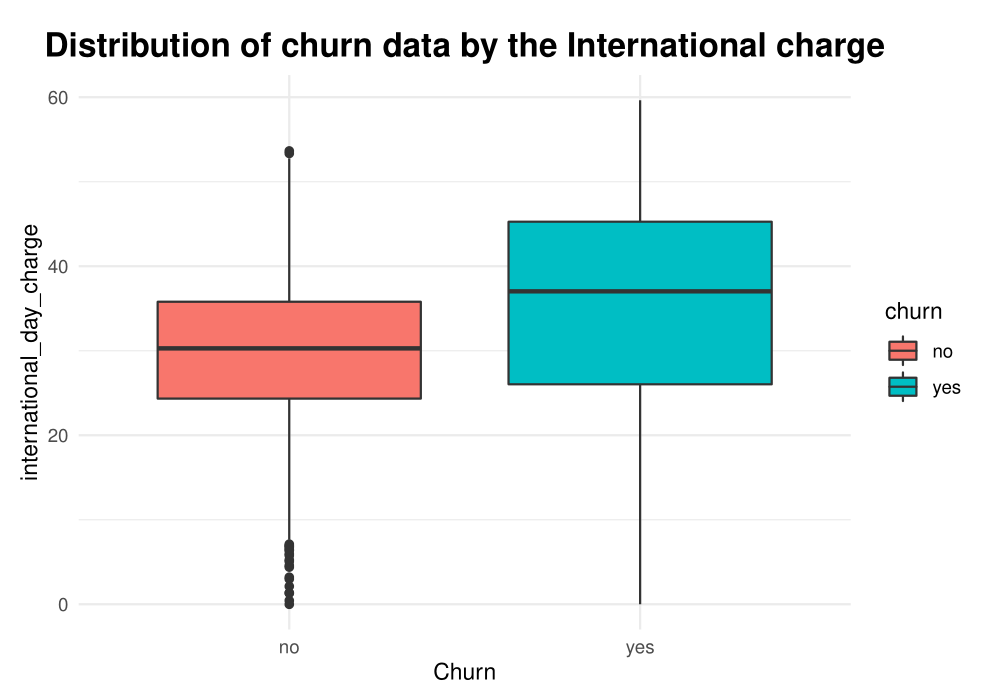 Distribution of churn data by the International charge
international_day_charge
60
40
20
0
no
yes
Churn
churn
no
yes